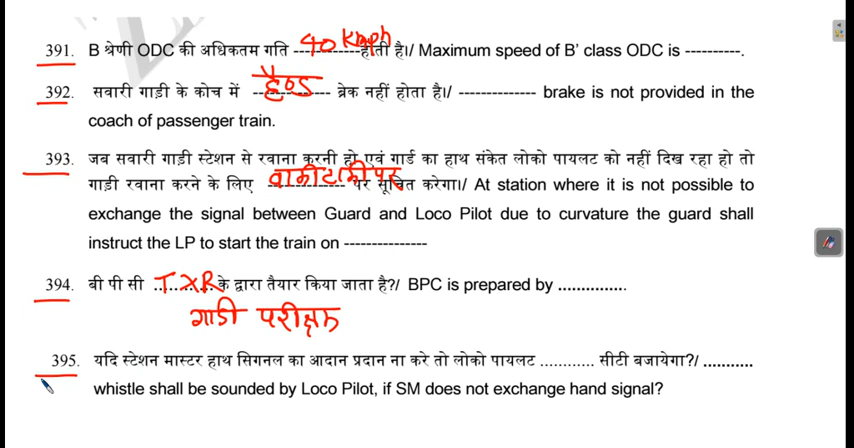 391. B श्रेणी ODC की अधिकतम गति 40 Kmph होती है।/ Maximum speed of B' class ODC is ----------.
392. सवारी गाड़ी के कोच में हैण्ड ब्रेक नहीं होता है।/ -------------- brake is not provided in the
coach of passenger train.
393. जब सवारी गाड़ी स्टेशन से रवाना करनी हो एवं गार्ड का हाथ संकेत लोको पायलट को नहीं दिख रहा हो तो
गाड़ी रवाना करने के लिए वाकीटाकी पर पर सूचित करेगा।/ At station where it is not possible to
exchange the signal between Guard and Loco Pilot due to curvature the guard shall
instruct the LP to start the train on ---------------
394. बी पी सी TXR के द्वारा तैयार किया जाता है?/ BPC is prepared by ...............
गाडी परीक्षक
395. यदि स्टेशन मास्टर हाथ सिगनल का आदान प्रदान ना करे तो लोको पायलट ............ सीटी बजायेगा?/ ...........
whistle shall be sounded by Loco Pilot, if SM does not exchange hand signal?